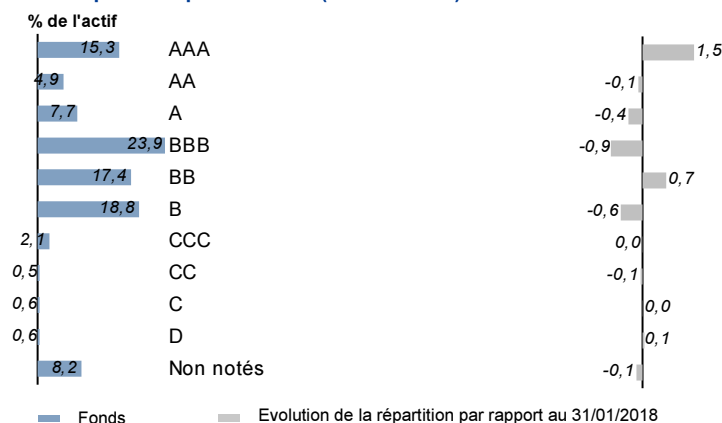 % de l'actif
15,3 AAA 1,5
4,9 AA -0,1
7,7 A -0,4
23,9 BBB -0,9
17,4 BB 0,7
18,8 B -0,6
2,1 CCC 0,0
0,5 CC -0,1
0,6 C 0,0
0,6 D 0,1
8,2 Non notés -0,1
Fonds Evolution de la répartition par rapport au 31/01/2018